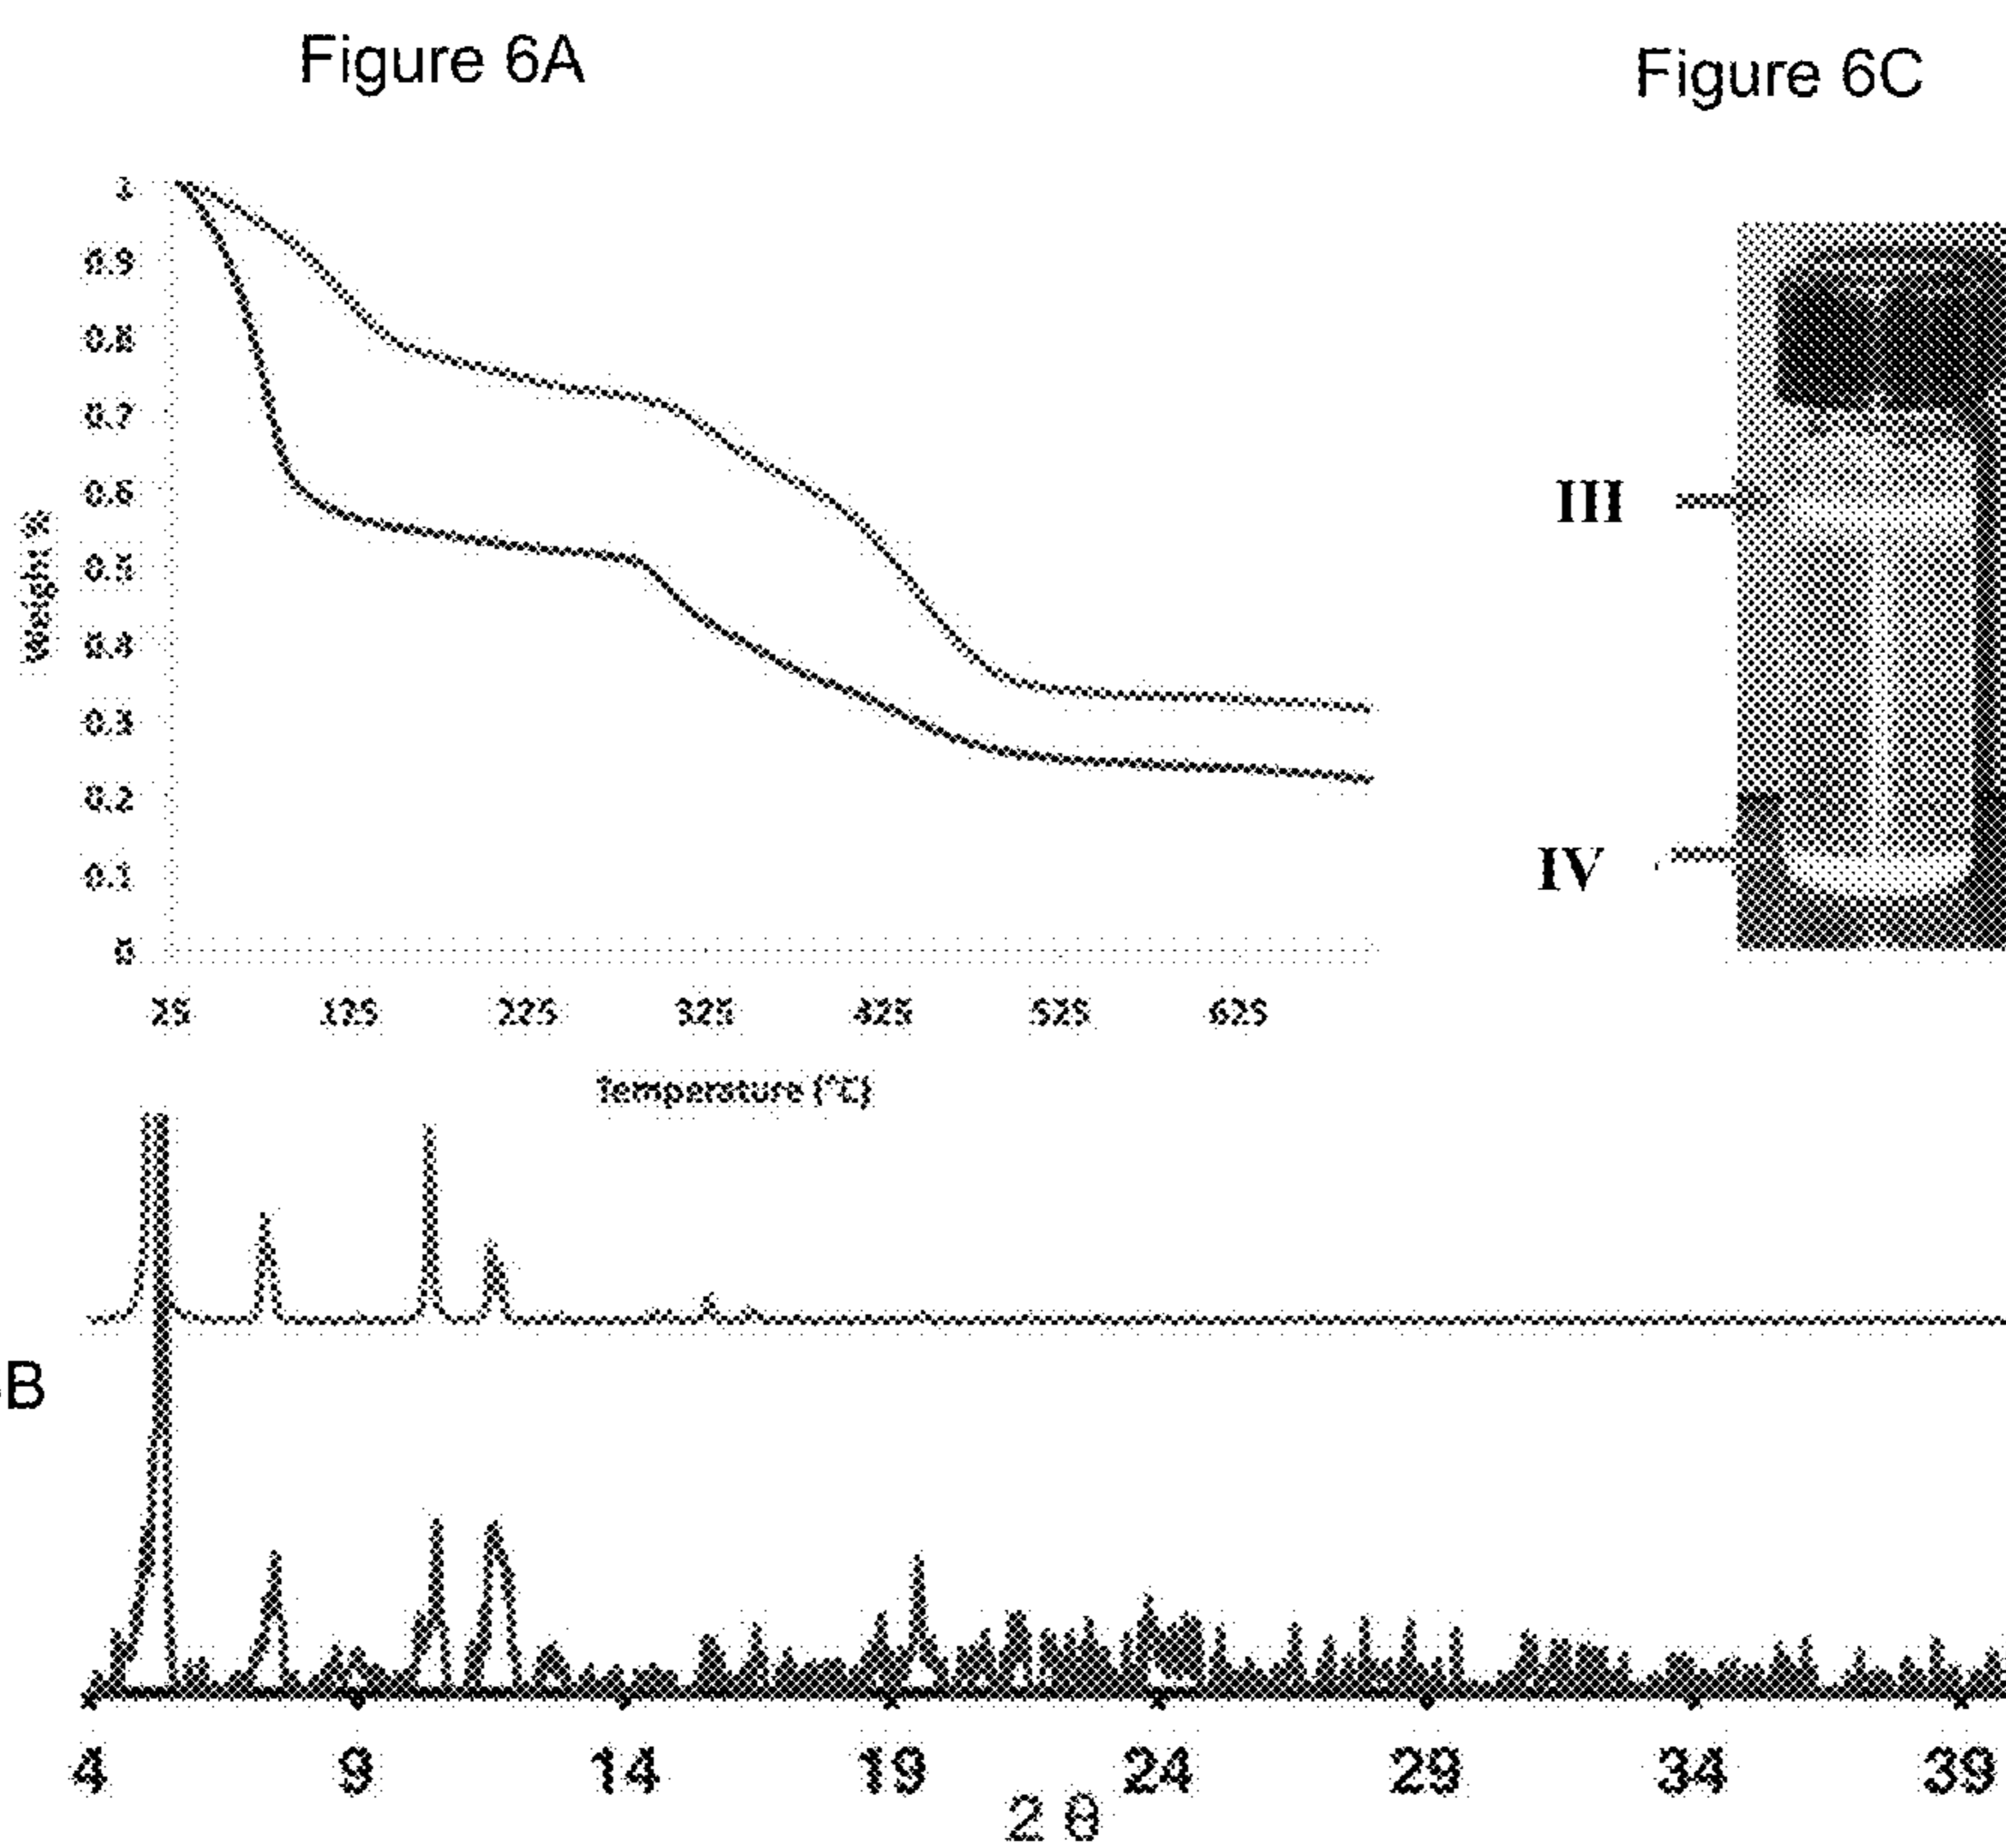 Figure 6A
Figure 6C
1
0.9
0.8
0.7
0.6
0.5
0.4
0.3
0.2
0.1
0
Weight %
25 125 225 325 425 525 625
Temperature (°C)
III
IV
B
4 9 14 19 24 29 34 39
2 θ